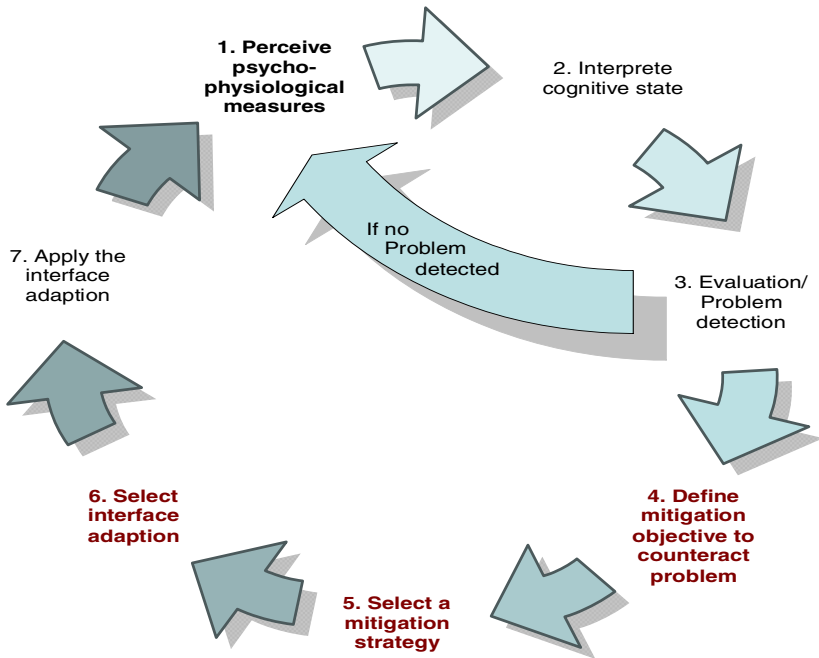 1. Perceive
psycho-
physiological
measures
2. Interprete
cognitive state
If no
Problem
detected
3. Evaluation/
Problem
detection
4. Define
mitigation
objective to
counteract
problem
5. Select a
mitigation
strategy
6. Select
interface
adaption
7. Apply the
interface
adaption